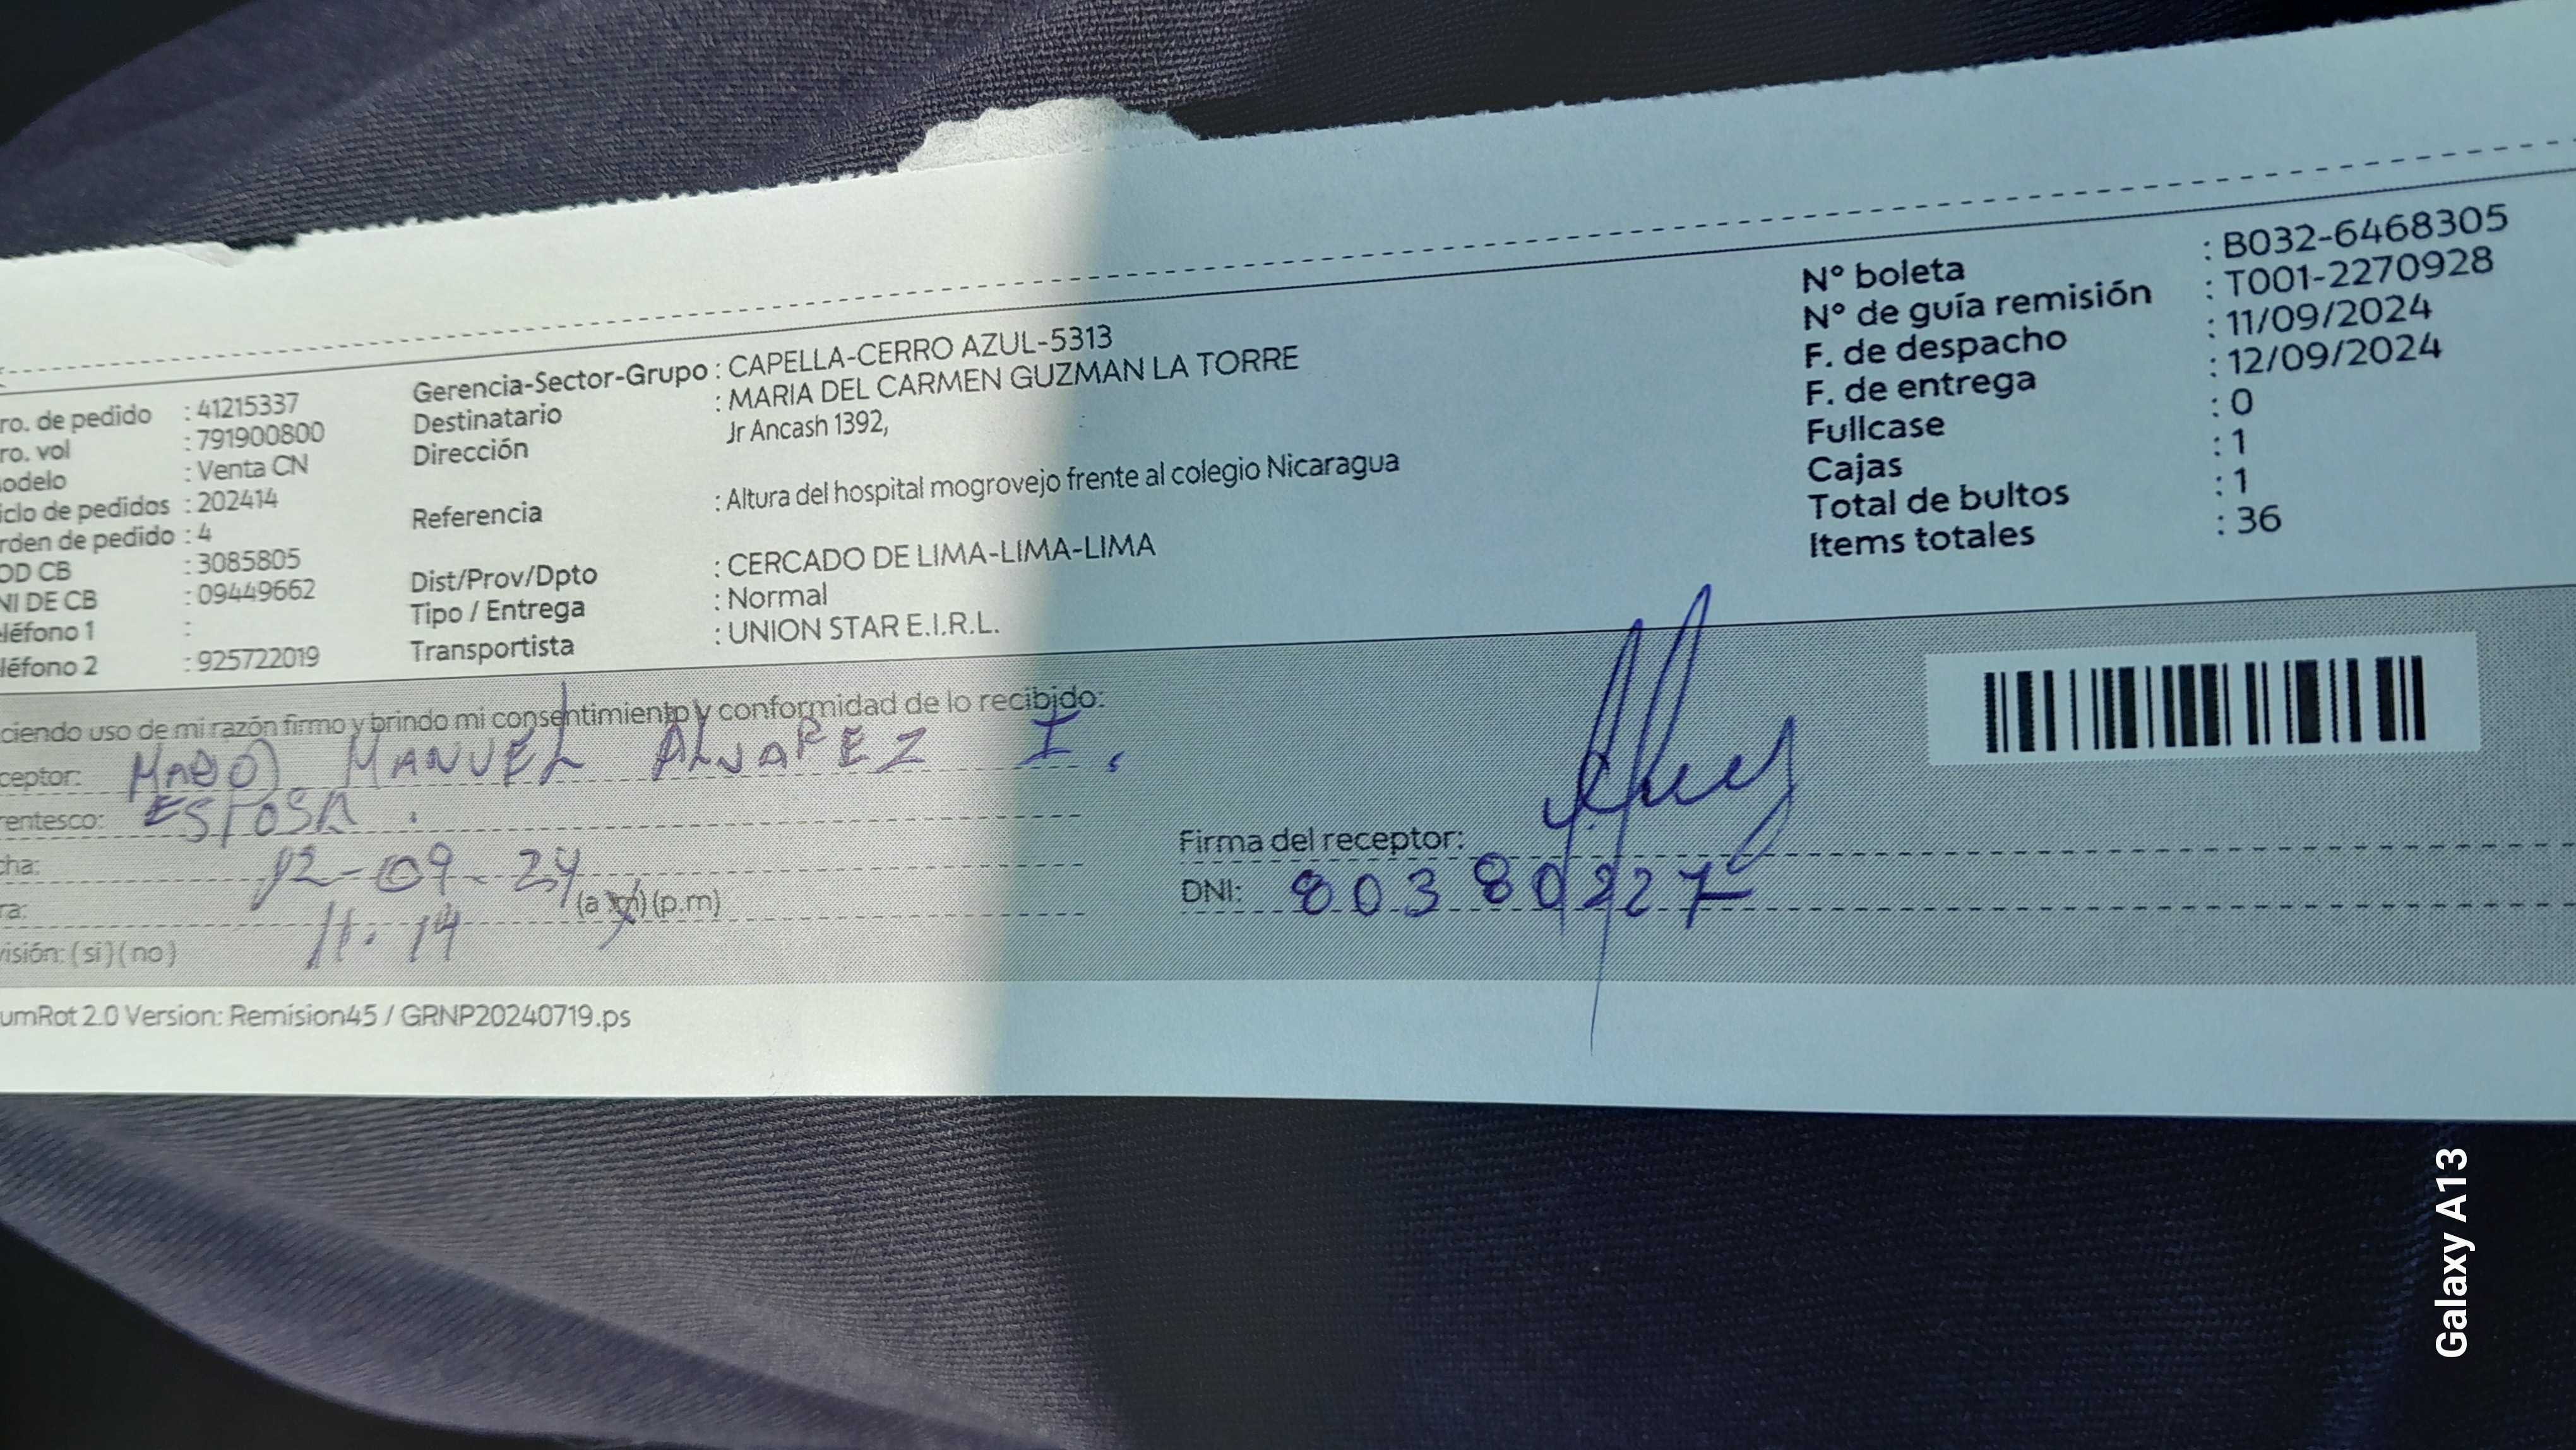 ro. de pedido : 41215337
ro. vol : 791900800
odelo : Venta CN
iclo de pedidos : 202414
rden de pedido : 4
OD CB : 3085805
NI DE CB : 09449662
léfono 1 :
léfono 2 : 925722019
Gerencia-Sector-Grupo : CAPELLA-CERRO AZUL-5313
Destinatario : MARIA DEL CARMEN GUZMAN LA TORRE
Dirección Jr Ancash 1392,
Referencia : Altura del hospital mogrovejo frente al colegio Nicaragua
Dist/Prov/Dpto : CERCADO DE LIMA-LIMA-LIMA
Tipo / Entrega : Normal
Transportista : UNION STAR E.I.R.L.
N° boleta : B032-6468305
N° de guía remisión : T001-2270928
F. de despacho : 11/09/2024
F. de entrega : 12/09/2024
Fullcase : 0
Cajas : 1
Total de bultos : 1
Items totales : 36
ciendo uso de mi razón firmo y brindo mi consentimiento y conformidad de lo recibido:
ceptor: MANUEL ALVAREZ I.
rentesco: ESPOSA.
cha: 12-09-24
ra: 11.14 (a.m) (p.m)
visión: ( si ) ( no )
Firma del receptor:
DNI: 80380227
umRot 2.0 Version: Remision45 / GRNP20240719.ps
Galaxy A13